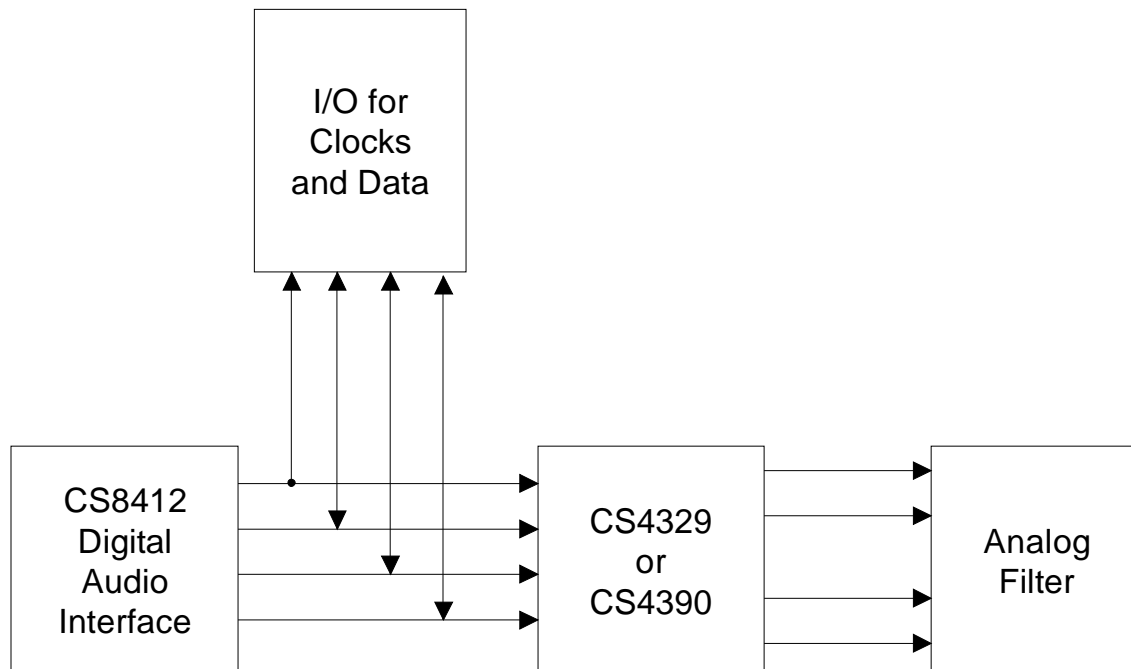 I/O for
Clocks
and Data
CS8412
Digital
Audio
Interface
CS4329
or
CS4390
Analog
Filter